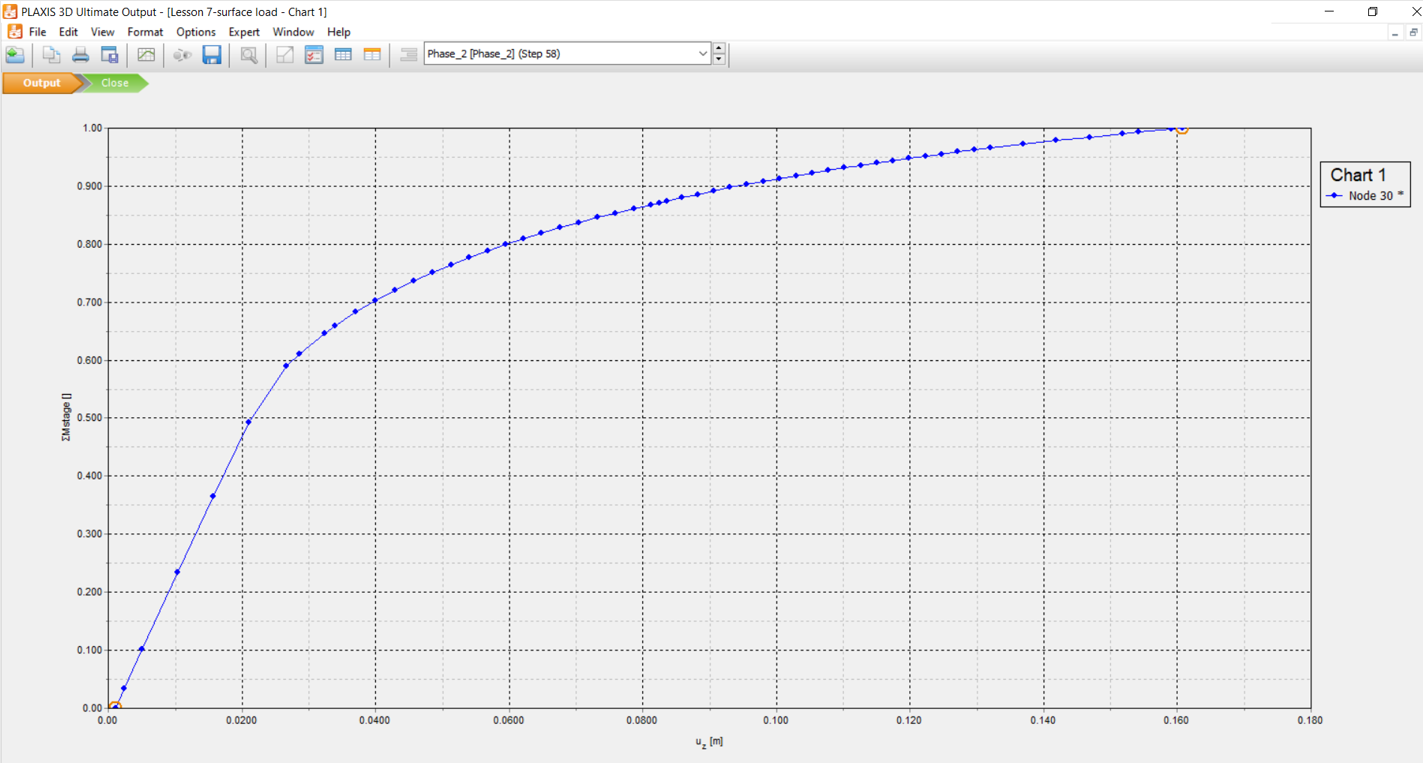 PLAXIS 3D Ultimate Output - [Lesson 7-surface load - Chart 1]
File Edit View Format Options Expert Window Help
Phase_2 [Phase_2] (Step 58)
Output Close
1.00
0.900
0.800
0.700
0.600
0.500
0.400
0.300
0.200
0.100
0.00
ΣMstage []
0.00 0.0200 0.0400 0.0600 0.0800 0.100 0.120 0.140 0.160 0.180
uz [m]
Chart 1
Node 30 *